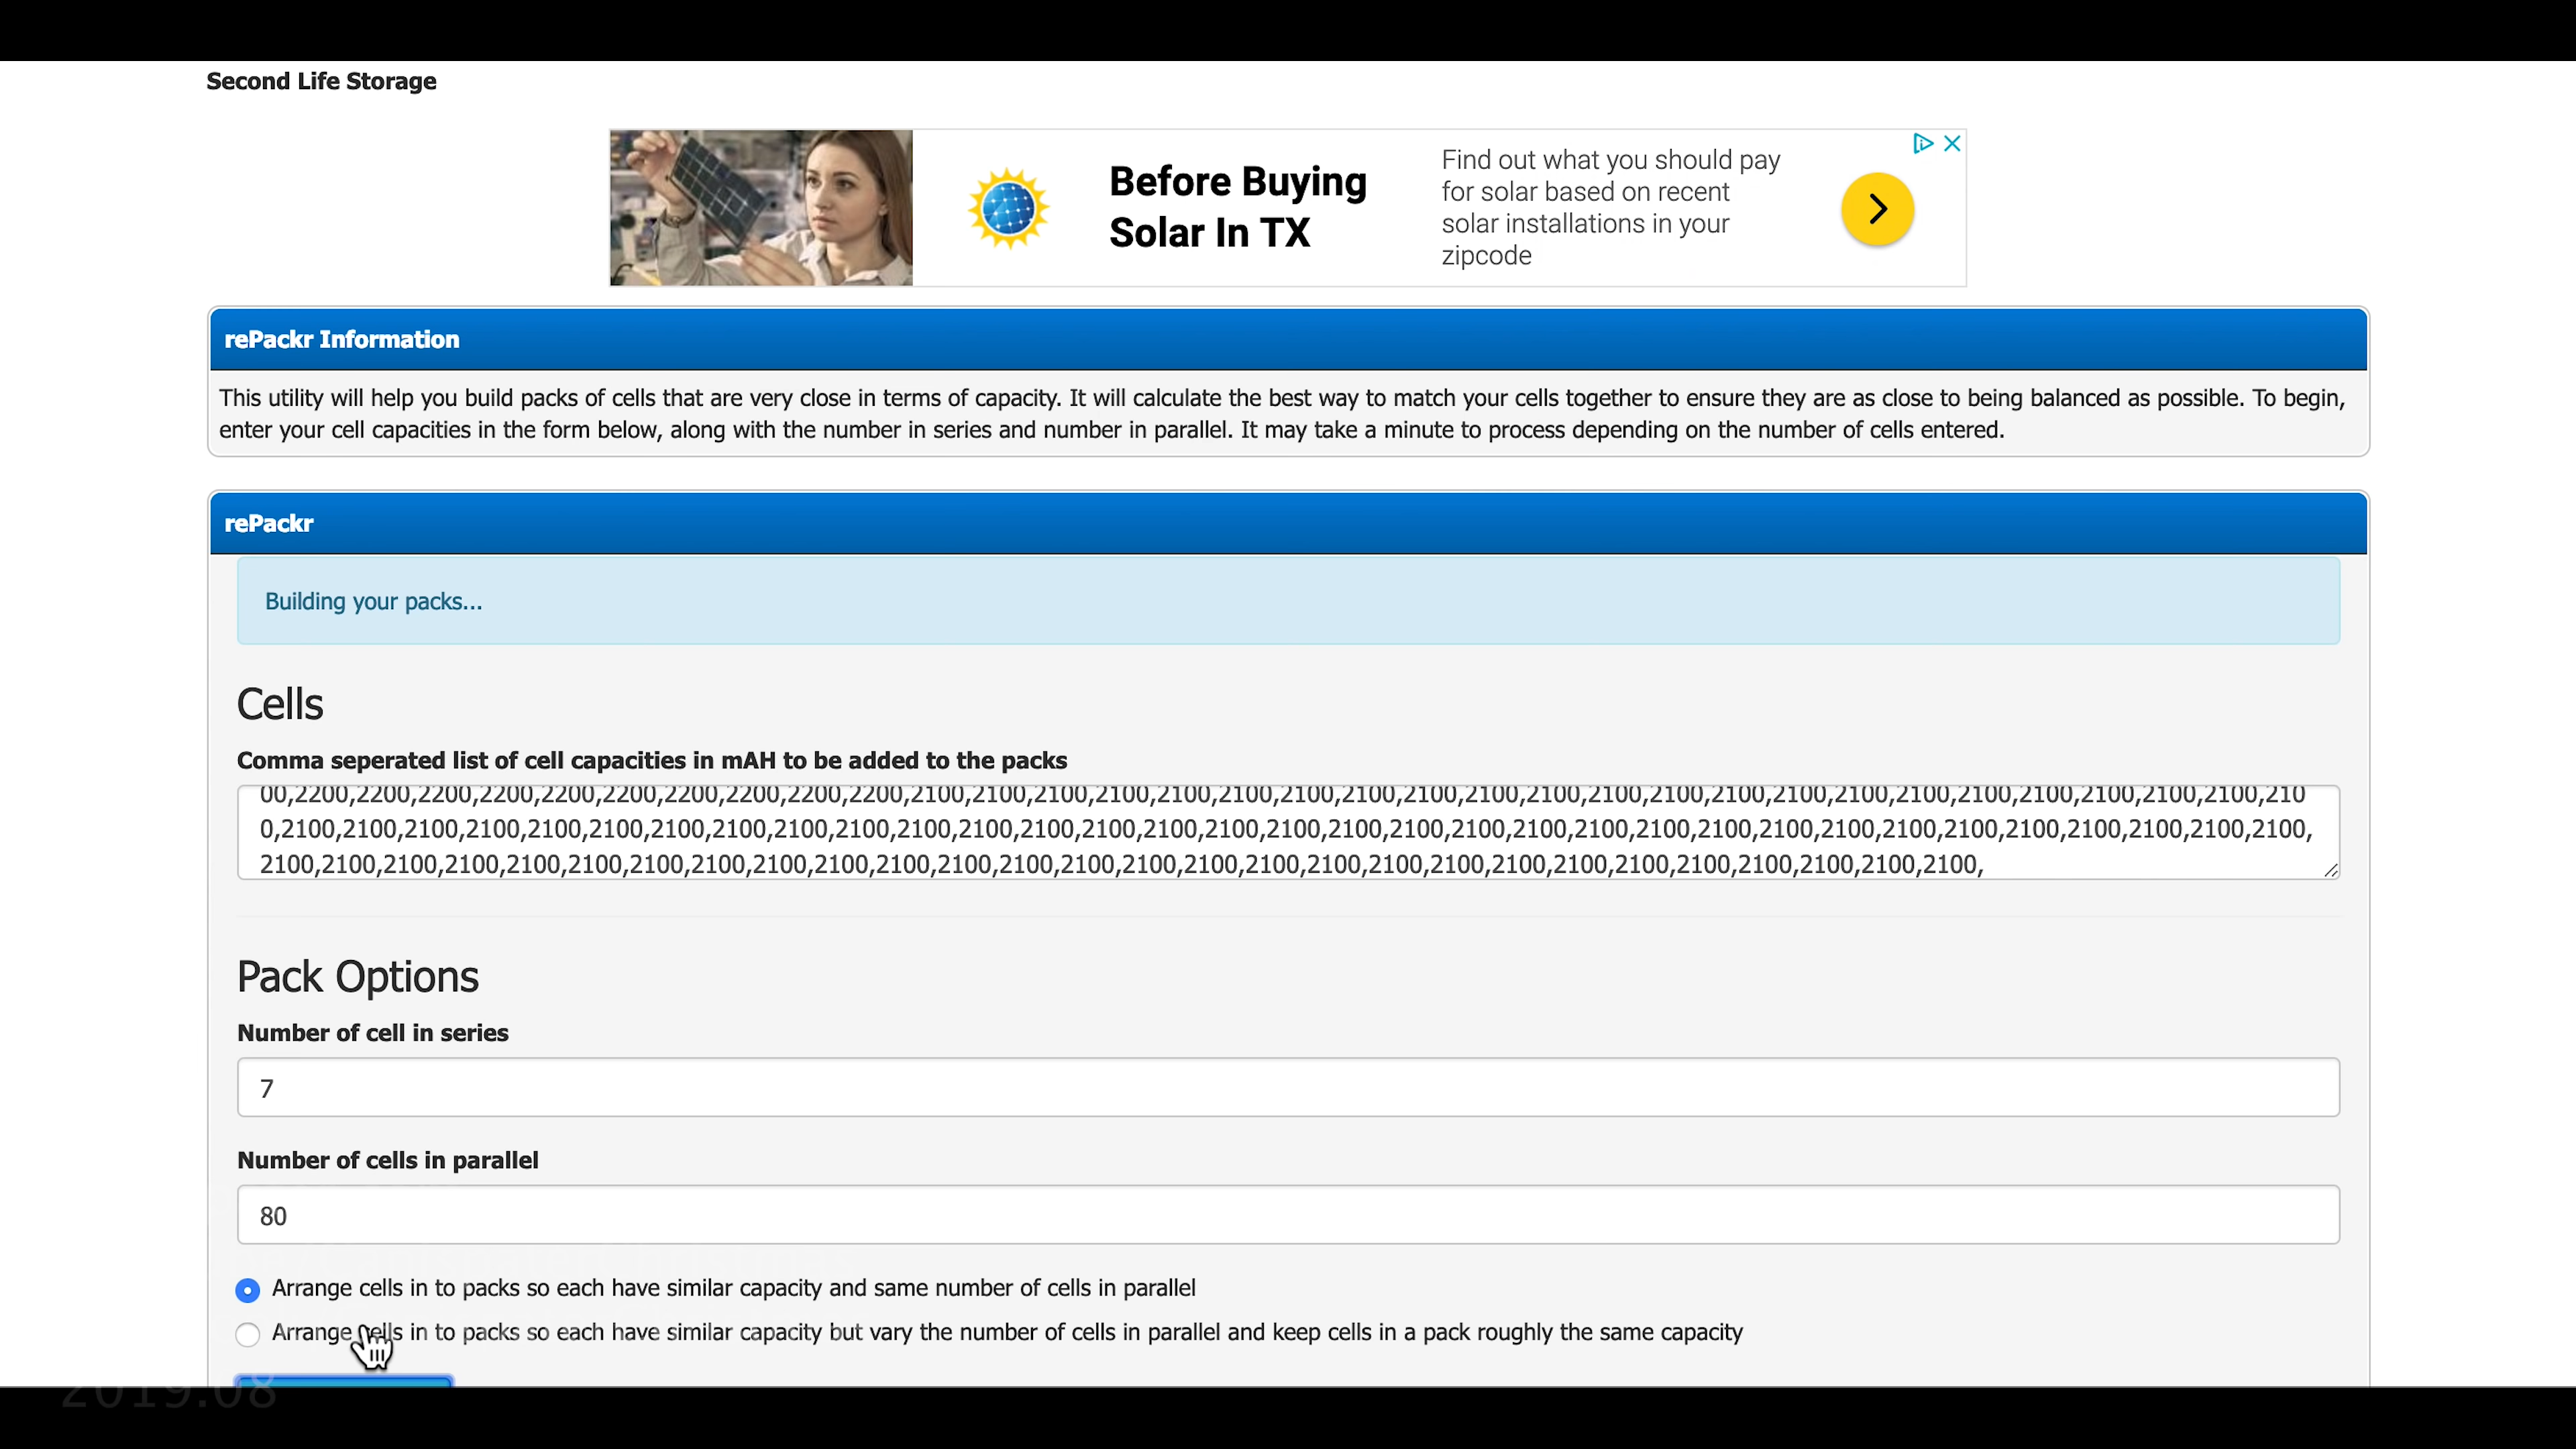 Second Life Storage
Before Buying
Solar In TX
Find out what you should pay
for solar based on recent
solar installations in your
zipcode
rePackr Information
This utility will help you build packs of cells that are very close in terms of capacity. It will calculate the best way to match your cells together to ensure they are as close to being balanced as possible. To begin,
enter your cell capacities in the form below, along with the number in series and number in parallel. It may take a minute to process depending on the number of cells entered.
rePackr
Building your packs...
Cells
Comma seperated list of cell capacities in mAH to be added to the packs
00,2200,2200,2200,2200,2200,2200,2200,2200,2200,2200,2100,2100,2100,2100,2100,2100,2100,2100,2100,2100,2100,2100,2100,2100,2100,2100,2100,2100,2100,2100,2100,2100,210
0,2100,2100,2100,2100,2100,2100,2100,2100,2100,2100,2100,2100,2100,2100,2100,2100,2100,2100,2100,2100,2100,2100,2100,2100,2100,2100,2100,2100,2100,2100,2100,2100,2100,
2100,2100,2100,2100,2100,2100,2100,2100,2100,2100,2100,2100,2100,2100,2100,2100,2100,2100,2100,2100,2100,2100,2100,2100,2100,2100,2100,2100,
Pack Options
Number of cell in series
7
Number of cells in parallel
80
Arrange cells in to packs so each have similar capacity and same number of cells in parallel
Arrange cells in to packs so each have similar capacity but vary the number of cells in parallel and keep cells in a pack roughly the same capacity
2019.08